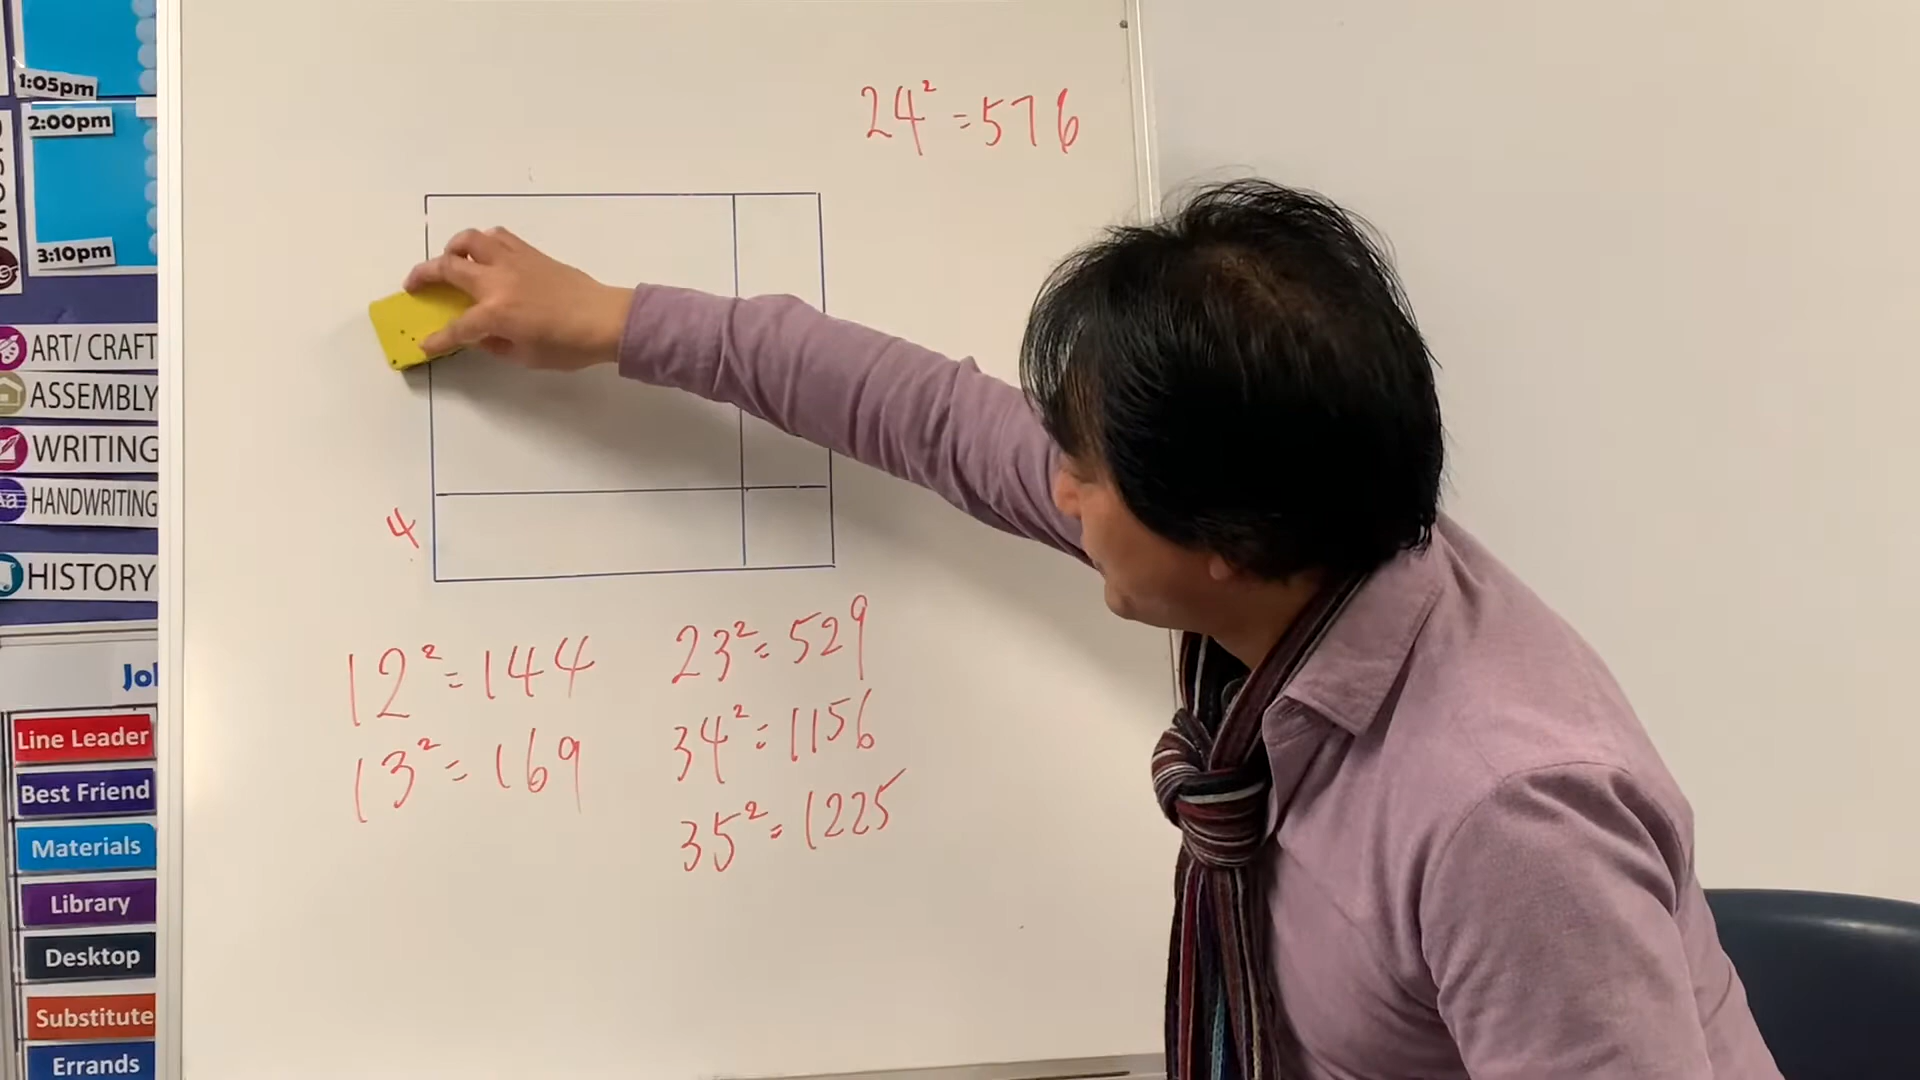 1:05pm
2:00pm
3:10pm
ART/ CRAFT
ASSEMBLY
WRITING
HANDWRITING
HISTORY
Line Leader
Best Friend
Materials
Library
Desktop
Substitute
Errands
24² = 576
4
12² = 144
13² = 169
23² = 529
34² = 1156
35² = 1225